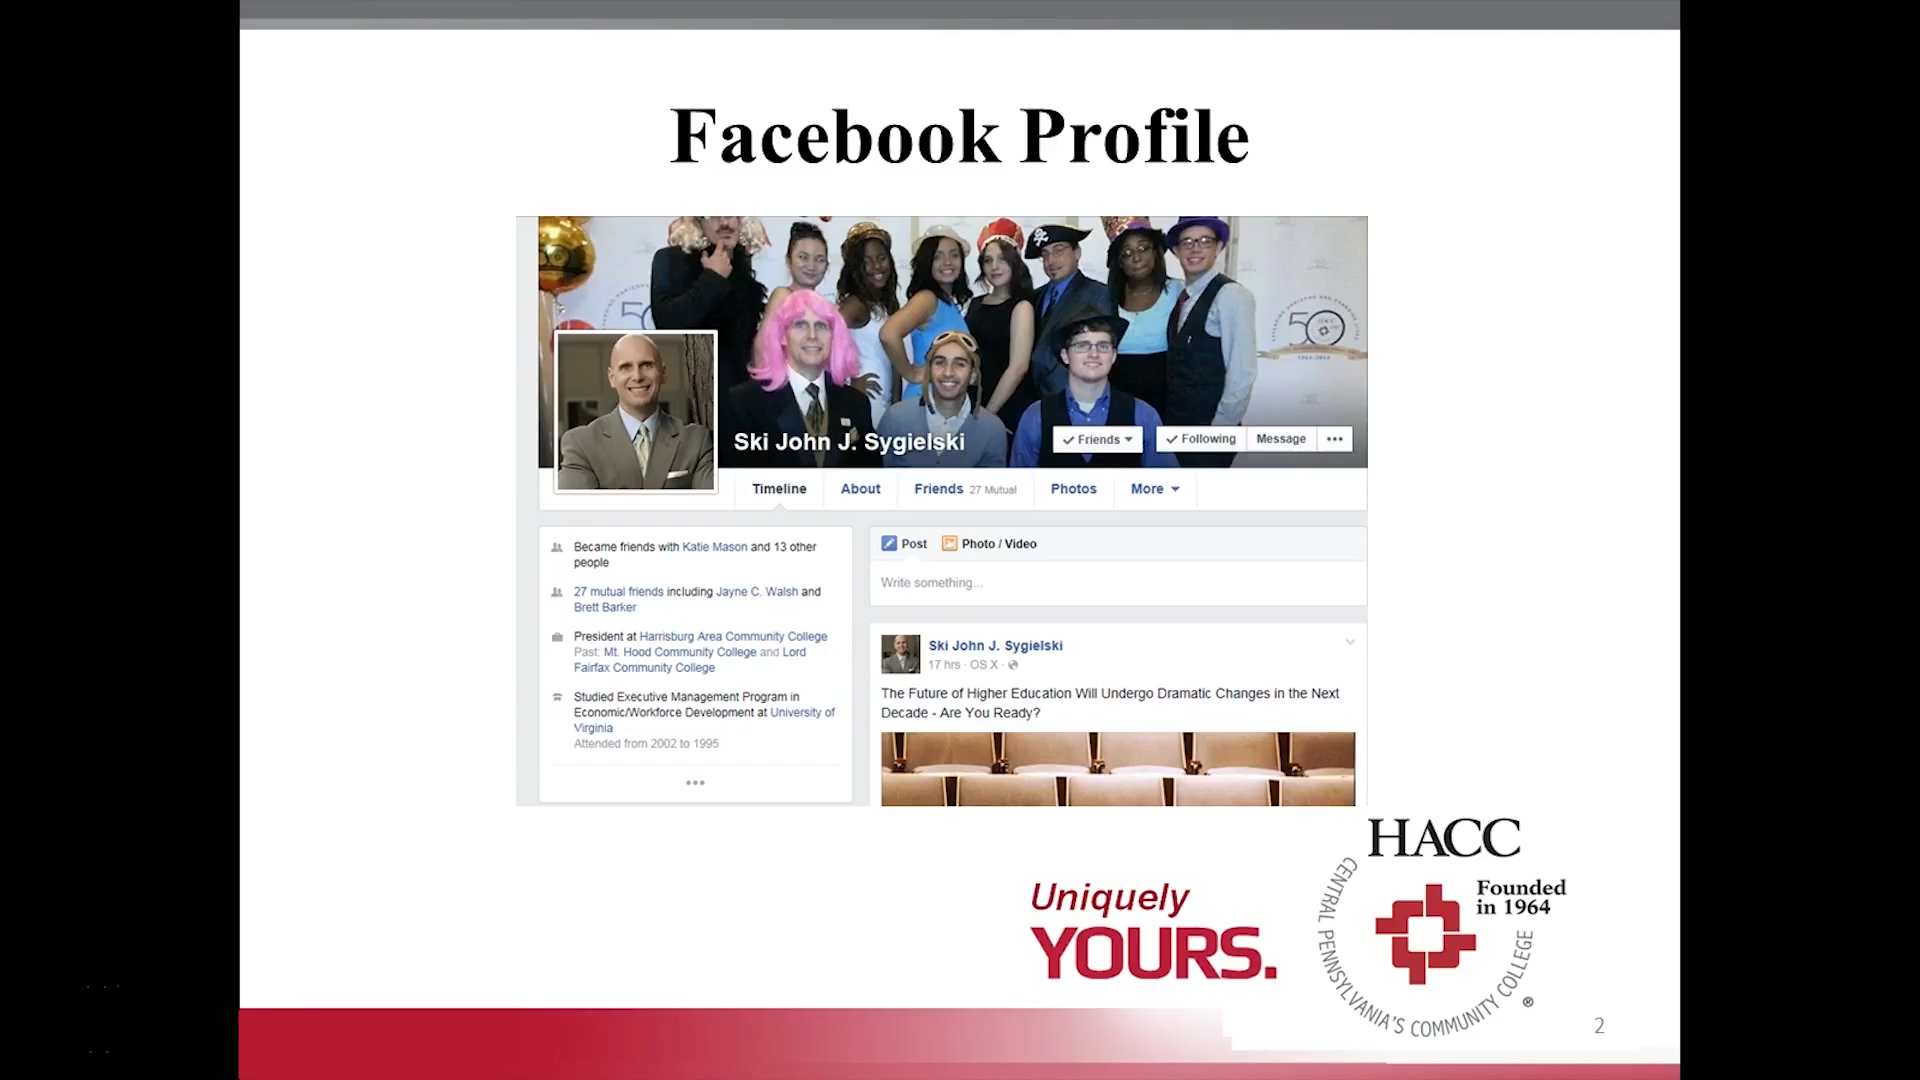 Facebook Profile
Ski John J. Sygielski
Friends
Following
Message
Timeline
About
Friends 27 Mutual
Photos
More
Became friends with Katie Mason and 13 other
people
27 mutual friends including Jayne C. Walsh and
Brett Barker
President at Harrisburg Area Community College
Past: Mt. Hood Community College and Lord
Fairfax Community College
Studied Executive Management Program in
Economic/Workforce Development at University of
Virginia
Attended from 2002 to 1995
Post
Photo / Video
Write something...
Ski John J. Sygielski
17 hrs · OS X ·
The Future of Higher Education Will Undergo Dramatic Changes in the Next
Decade - Are You Ready?
Uniquely
YOURS.
HACC
Founded
in 1964
CENTRAL PENNSYLVANIA'S COMMUNITY COLLEGE
®
2
50
1964-2014